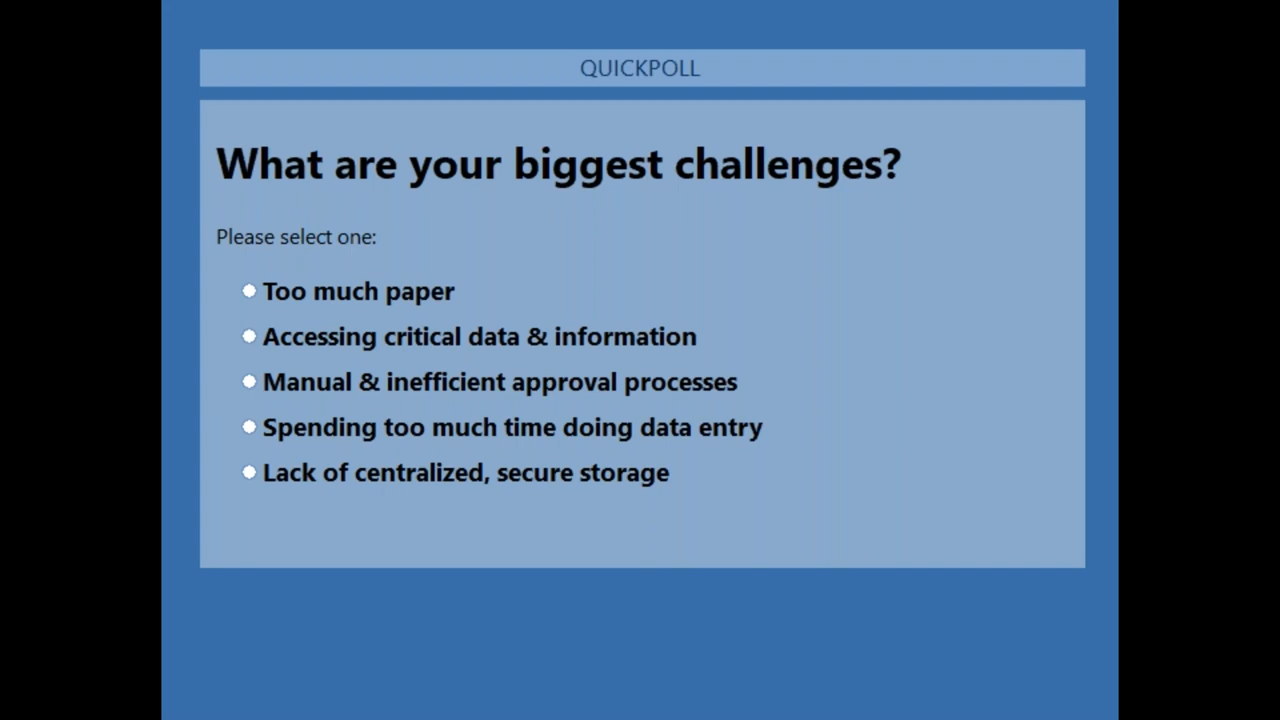 QUICKPOLL
What are your biggest challenges?
Please select one:
Too much paper
Accessing critical data & information
Manual & inefficient approval processes
Spending too much time doing data entry
Lack of centralized, secure storage